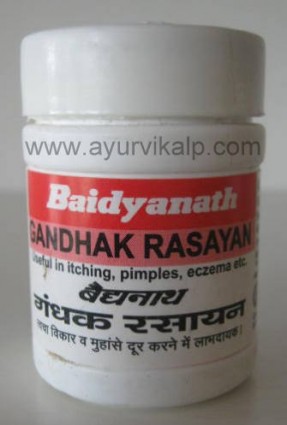 www.ayurvikalp.com
Baidyanath
GANDHAK RASAYAN
Useful in itching, pimples, eczema etc.
बैद्यनाथ
गंधक रसायन
त्वचा विकार व मुहांसे दूर करने में लाभदायक।